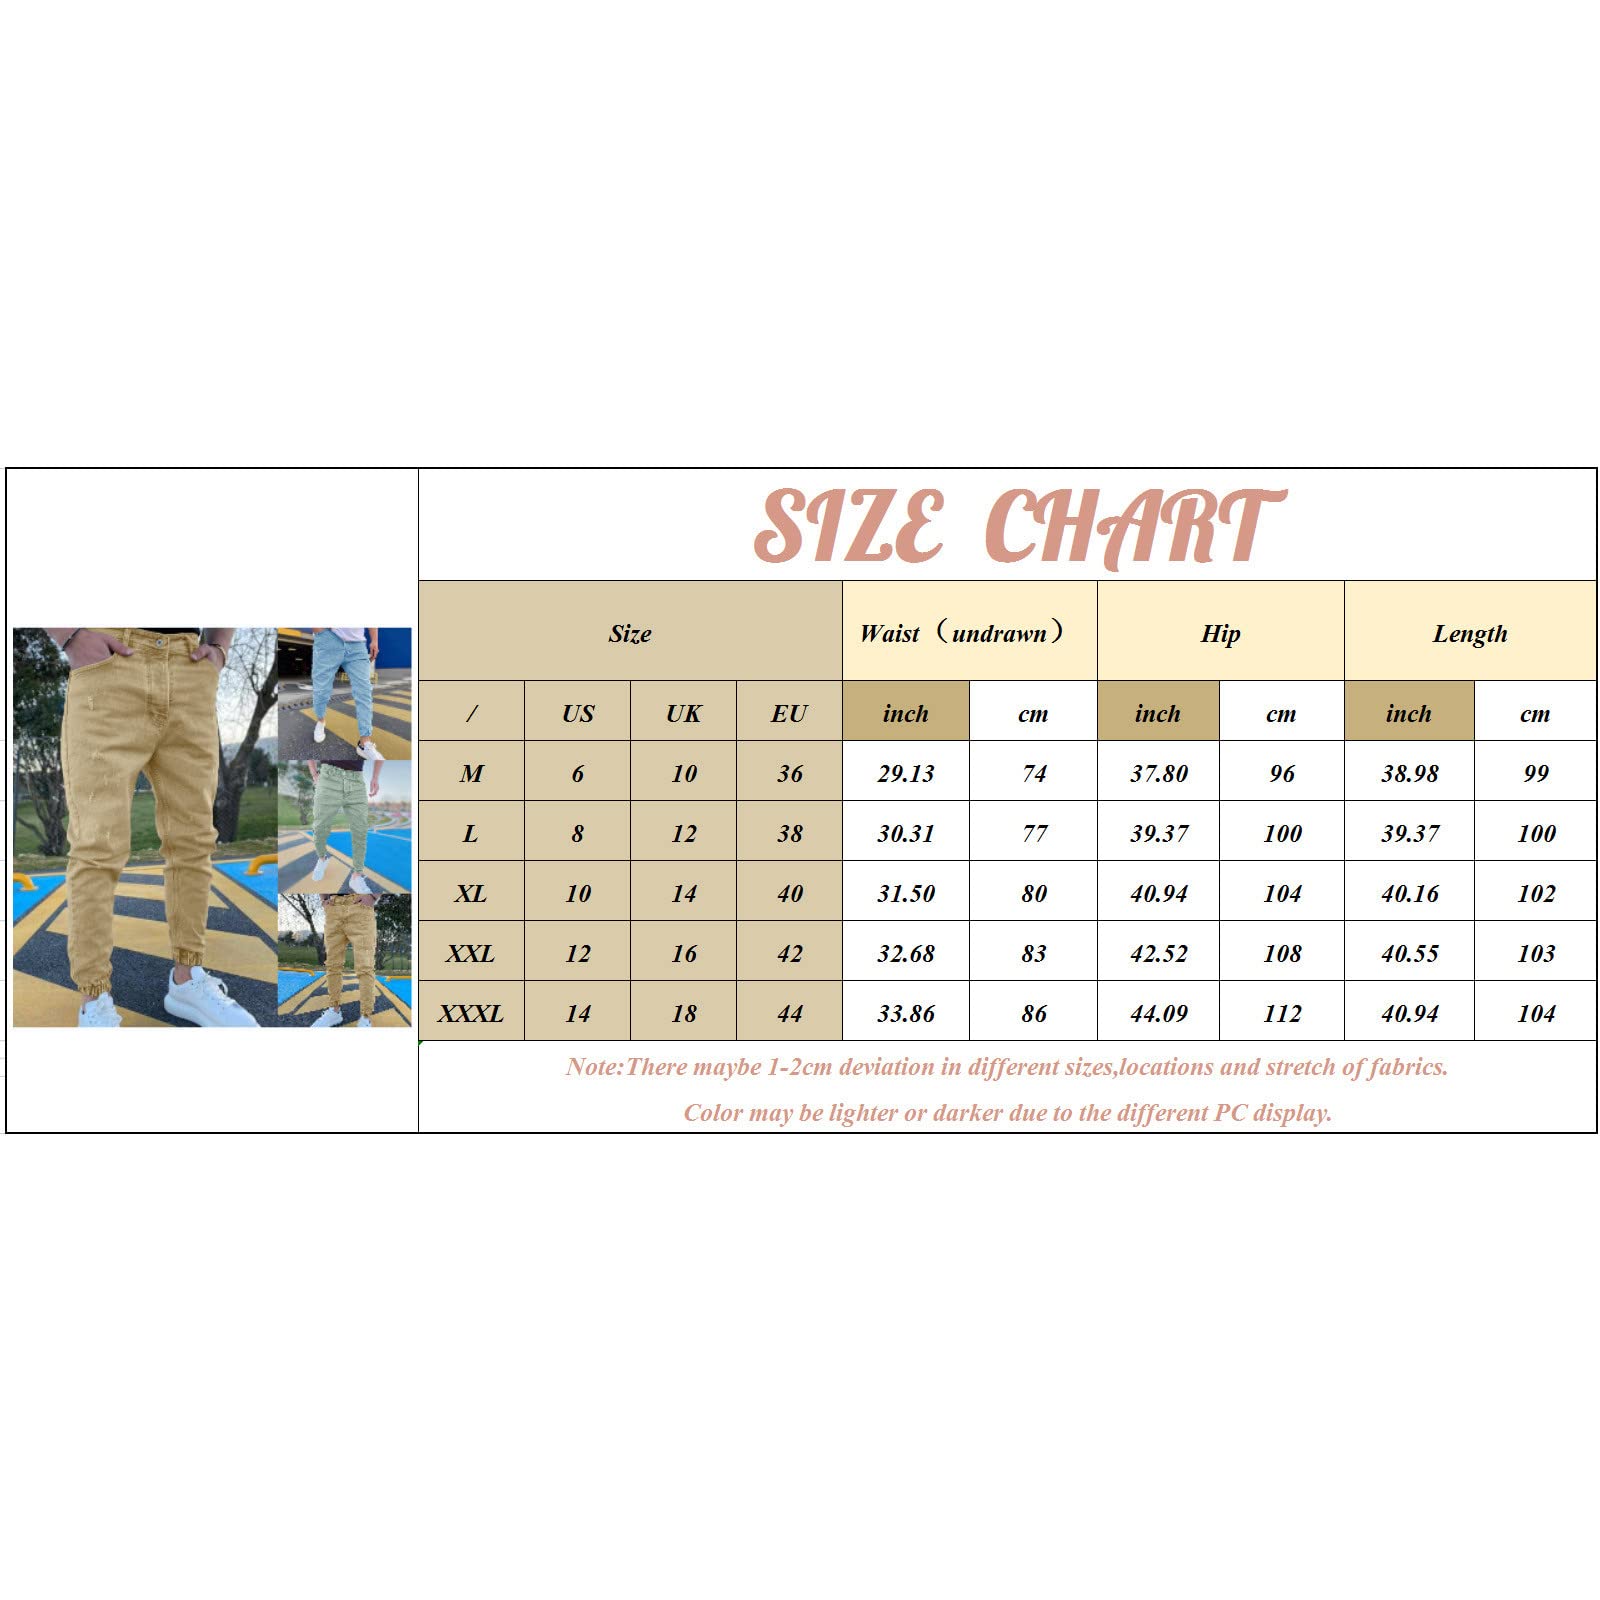 SIZE CHART
Size Waist（undrawn） Hip Length
/ US UK EU inch cm inch cm inch cm
M 6 10 36 29.13 74 37.80 96 38.98 99
L 8 12 38 30.31 77 39.37 100 39.37 100
XL 10 14 40 31.50 80 40.94 104 40.16 102
XXL 12 16 42 32.68 83 42.52 108 40.55 103
XXXL 14 18 44 33.86 86 44.09 112 40.94 104
Note:There maybe 1-2cm deviation in different sizes,locations and stretch of fabrics.
Color may be lighter or darker due to the different PC display.